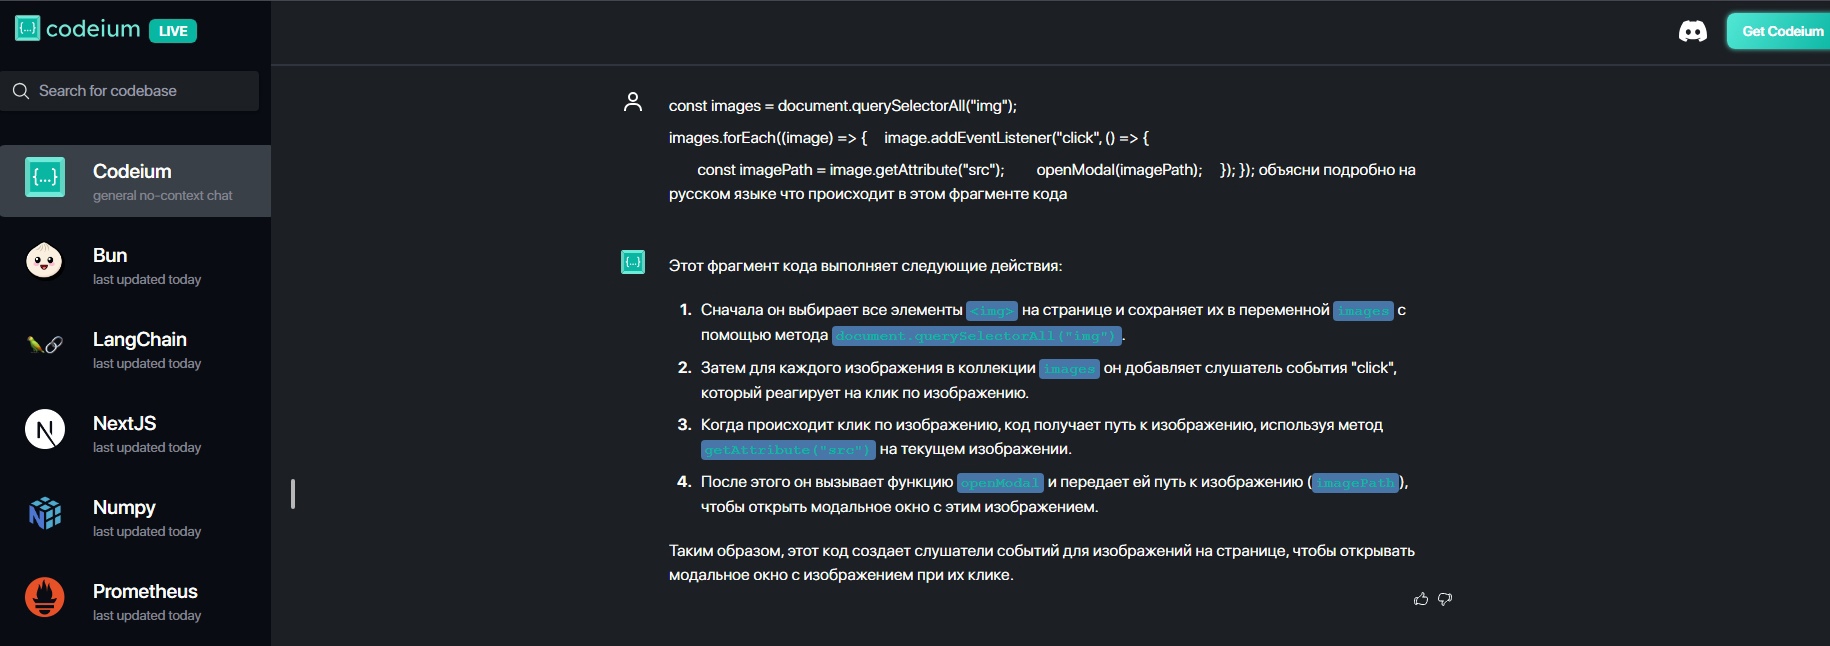 codeium LIVE
Get Codeium
Search for codebase
Codeium
general no-context chat
Bun
last updated today
LangChain
last updated today
NextJS
last updated today
Numpy
last updated today
Prometheus
last updated today
const images = document.querySelectorAll("img");
images.forEach((image) => { image.addEventListener("click", () => {
const imagePath = image.getAttribute("src"); openModal(imagePath); }); }); объясни подробно на
русском языке что происходит в этом фрагменте кода
Этот фрагмент кода выполняет следующие действия:
1. Сначала он выбирает все элементы <img> на странице и сохраняет их в переменной images с
помощью метода document.querySelectorAll("img").
2. Затем для каждого изображения в коллекции images он добавляет слушатель события "click",
который реагирует на клик по изображению.
3. Когда происходит клик по изображению, код получает путь к изображению, используя метод
getAttribute("src") на текущем изображении.
4. После этого он вызывает функцию openModal и передает ей путь к изображению (imagePath),
чтобы открыть модальное окно с этим изображением.
Таким образом, этот код создает слушатели событий для изображений на странице, чтобы открывать
модальное окно с изображением при их клике.